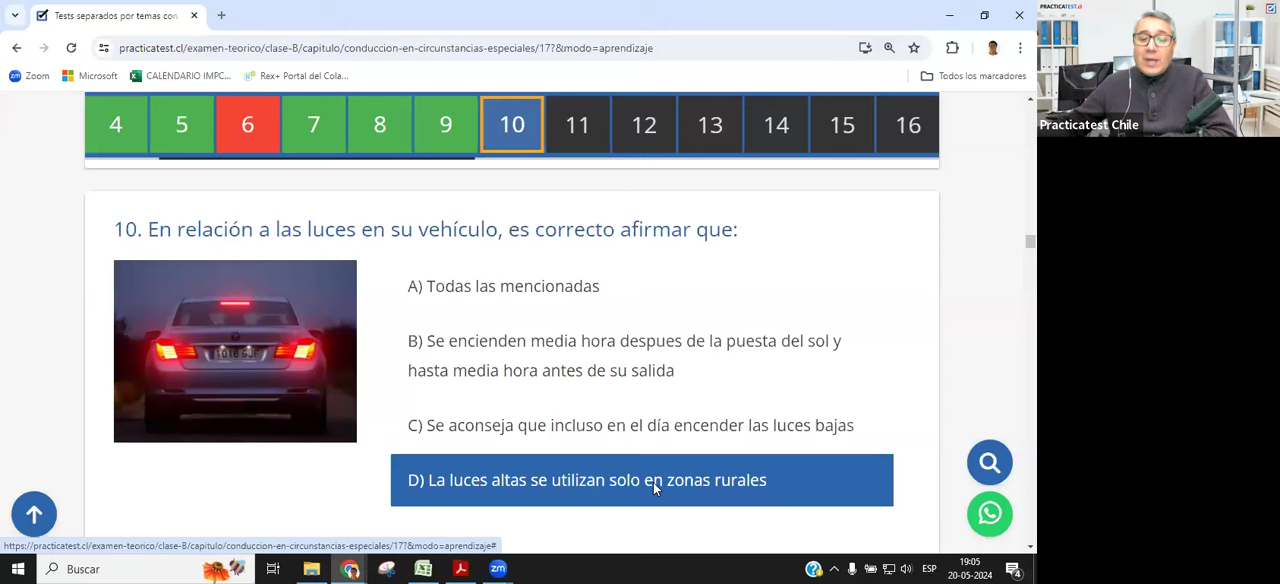 Tests separados por temas con
practicatest.cl/examen-teorico/clase-B/capitulo/conduccion-en-circunstancias-especiales/17?&modo=aprendizaje
Zoom
Microsoft
CALENDARIO IMPC...
Rex+ Portal del Cola...
Todos los marcadores
PRACTICATEST.cl
Practicatest Chile
4 5 6 7 8 9 10 11 12 13 14 15 16
10. En relación a las luces en su vehículo, es correcto afirmar que:
A) Todas las mencionadas
B) Se encienden media hora despues de la puesta del sol y
hasta media hora antes de su salida
C) Se aconseja que incluso en el día encender las luces bajas
D) La luces altas se utilizan solo en zonas rurales
https://practicatest.cl/examen-teorico/clase-B/capitulo/conduccion-en-circunstancias-especiales/17?&modo=aprendizaje#
Buscar
zm
ESP
19:05
20-05-2024
4